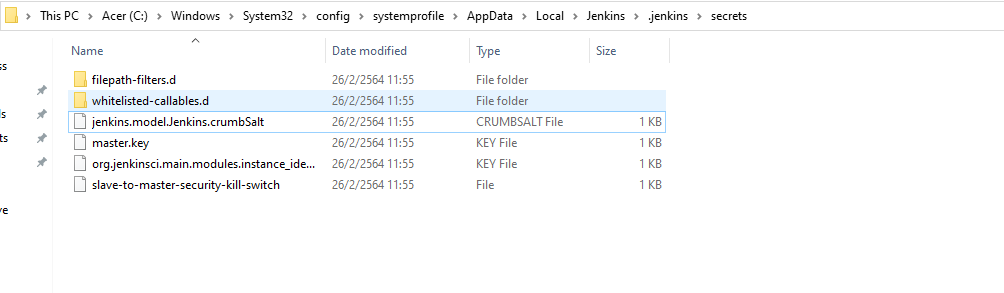 This PC > Acer (C:) > Windows > System32 > config > systemprofile > AppData > Local > Jenkins > .jenkins > secrets
Name Date modified Type Size
ss
filepath-filters.d 26/2/2564 11:55 File folder
whitelisted-callables.d 26/2/2564 11:55 File folder
ds
jenkins.model.Jenkins.crumbSalt 26/2/2564 11:55 CRUMBSALT File 1 KB
nts
master.key 26/2/2564 11:55 KEY File 1 KB
org.jenkinsci.main.modules.instance_ide... 26/2/2564 11:55 KEY File 1 KB
slave-to-master-security-kill-switch 26/2/2564 11:55 File 1 KB
ve